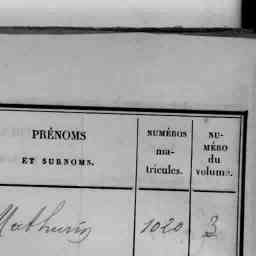 PRÉNOMS
ET SURNOMS.
NUMÉROS
ma-
tricules.
NU-
MÉRO
du
volume.
Mathurin 1020 3